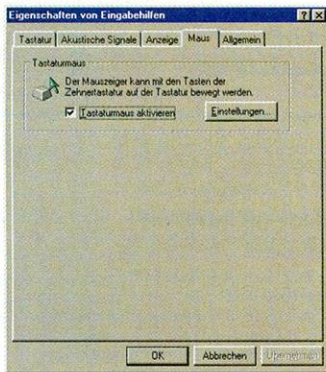 Eigenschaften von Eingabehilfen
Tastatur Akustische Signale Anzeige Maus Allgemein
Tastaturmaus
Der Mauszeiger kann mit den Tasten der
Zehnertastatur auf der Tastatur bewegt werden.
Tastaturmaus aktivieren Einstellungen...
OK Abbrechen Übernehmen